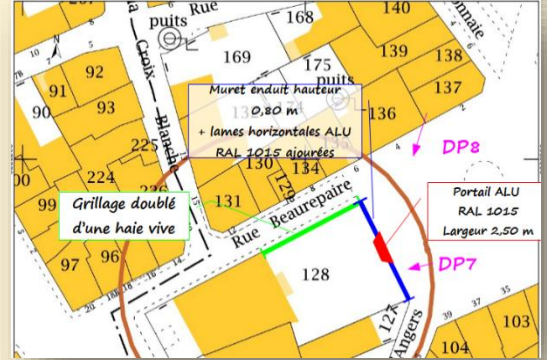 puits
Rue
168
140
169
139
175
puits
138
137
92
91
93
90
Croix
Blanche
Muret enduit hauteur
0,80 m
+ lames horizontales ALU
RAL 1015 ajourées
136
DP8
225
130
134
129
131
224
99
Grillage doublé
d'une haie vive
Rue Beaurepaire
Portail ALU
RAL 1015
Largeur 2,50 m
97
96
128
DP7
127
Angers
103
104